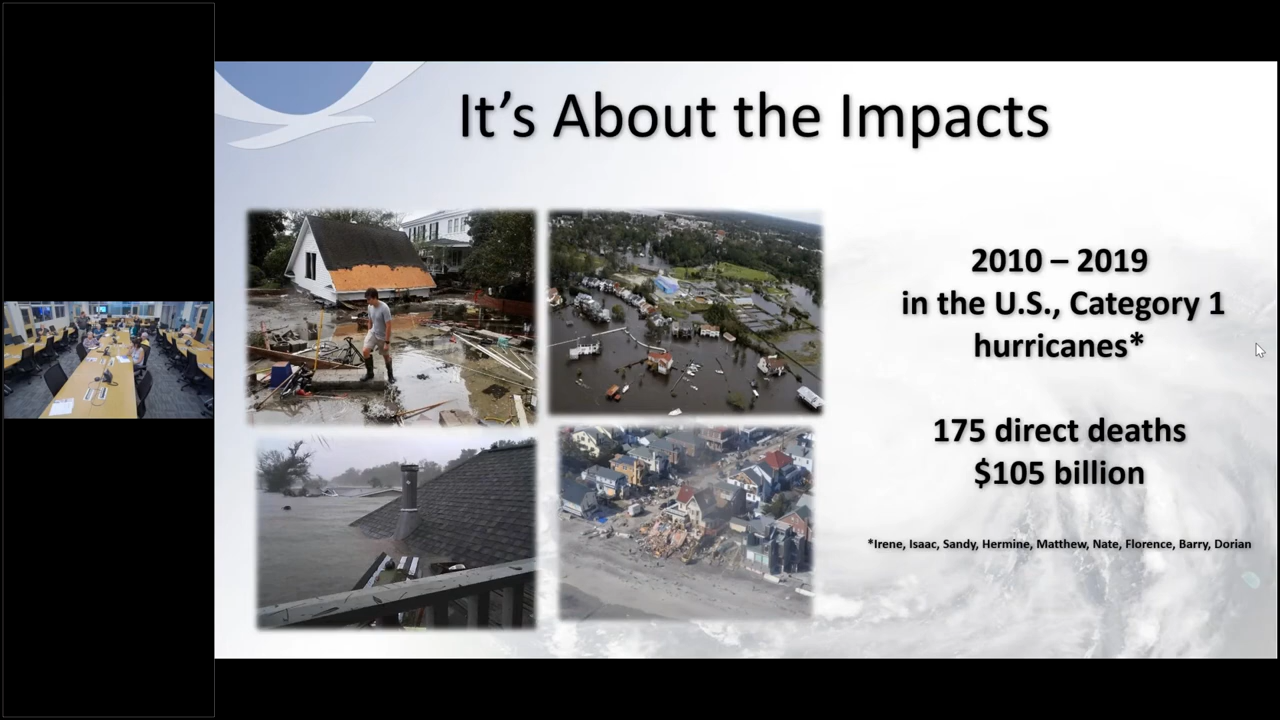 It’s About the Impacts
2010 – 2019
in the U.S., Category 1
hurricanes*
175 direct deaths
$105 billion
*Irene, Isaac, Sandy, Hermine, Matthew, Nate, Florence, Barry, Dorian